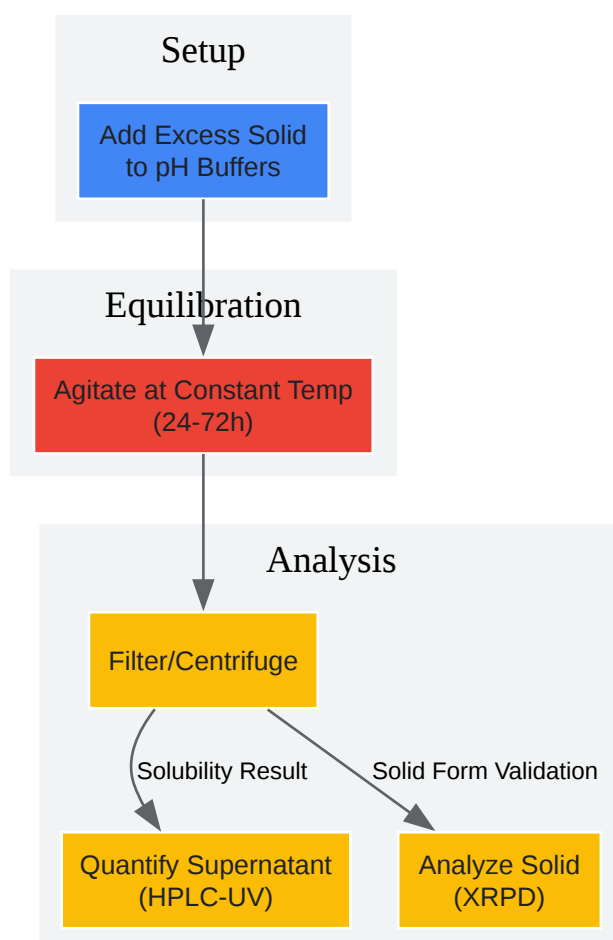 Setup
Add Excess Solid
to pH Buffers
Equilibration
Agitate at Constant Temp
(24-72h)
Analysis
Filter/Centrifuge
Solubility Result
Solid Form Validation
Quantify Supernatant
(HPLC-UV)
Analyze Solid
(XRPD)